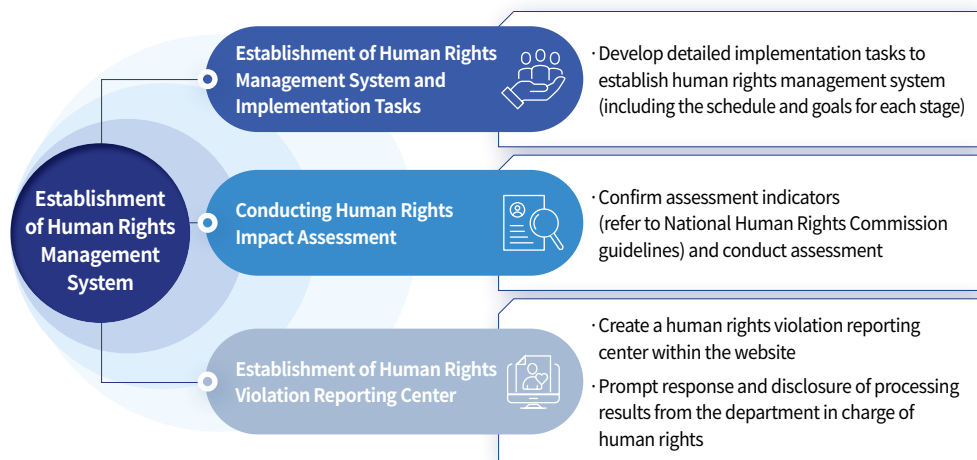 Establishment
of Human Rights
Management
System
Establishment of Human Rights
Management System and
Implementation Tasks
· Develop detailed implementation tasks to
establish human rights management system
(including the schedule and goals for each stage)
Conducting Human Rights
Impact Assessment
· Confirm assessment indicators
(refer to National Human Rights Commission
guidelines) and conduct assessment
Establishment of Human Rights
Violation Reporting Center
· Create a human rights violation reporting
center within the website
· Prompt response and disclosure of processing
results from the department in charge of
human rights